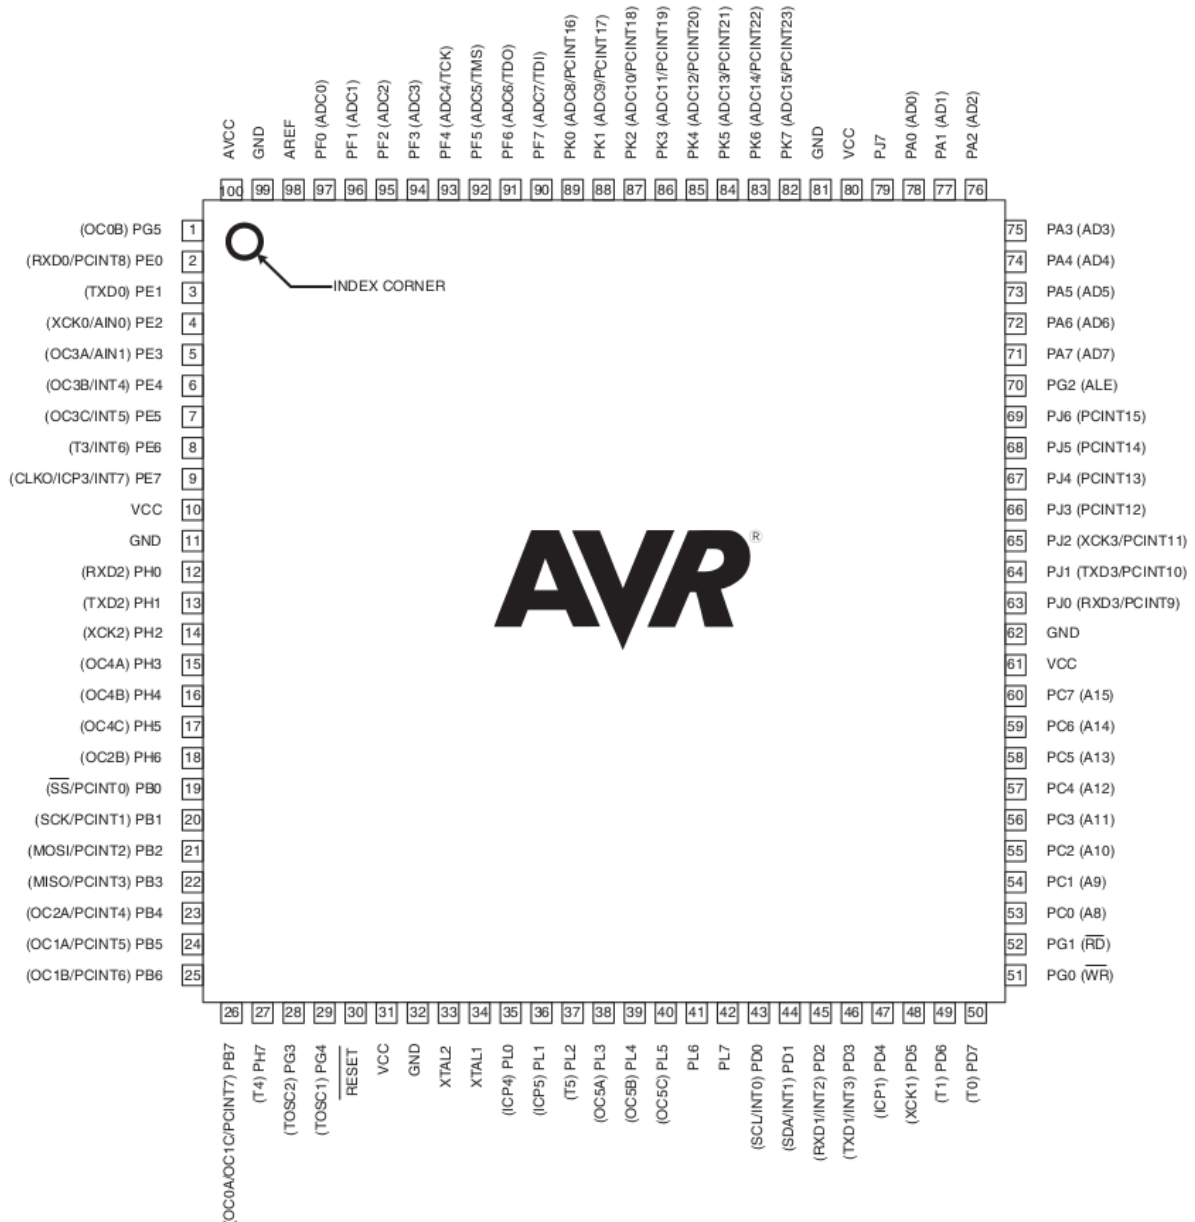 AVCC
GND
AREF
PF0 (ADC0)
PF1 (ADC1)
PF2 (ADC2)
PF3 (ADC3)
PF4 (ADC4/TCK)
PF5 (ADC5/TMS)
PF6 (ADC6/TDO)
PF7 (ADC7/TDI)
PK0 (ADC8/PCINT16)
PK1 (ADC9/PCINT17)
PK2 (ADC10/PCINT18)
PK3 (ADC11/PCINT19)
PK4 (ADC12/PCINT20)
PK5 (ADC13/PCINT21)
PK6 (ADC14/PCINT22)
PK7 (ADC15/PCINT23)
GND
VCC
PJ7
PA0 (AD0)
PA1 (AD1)
PA2 (AD2)
100 99 98 97 96 95 94 93 92 91 90 89 88 87 86 85 84 83 82 81 80 79 78 77 76
(OC0B) PG5 1
(RXD0/PCINT8) PE0 2
(TXD0) PE1 3
(XCK0/AIN0) PE2 4
(OC3A/AIN1) PE3 5
(OC3B/INT4) PE4 6
(OC3C/INT5) PE5 7
(T3/INT6) PE6 8
(CLKO/ICP3/INT7) PE7 9
VCC 10
GND 11
(RXD2) PH0 12
(TXD2) PH1 13
(XCK2) PH2 14
(OC4A) PH3 15
(OC4B) PH4 16
(OC4C) PH5 17
(OC2B) PH6 18
(SS/PCINT0) PB0 19
(SCK/PCINT1) PB1 20
(MOSI/PCINT2) PB2 21
(MISO/PCINT3) PB3 22
(OC2A/PCINT4) PB4 23
(OC1A/PCINT5) PB5 24
(OC1B/PCINT6) PB6 25
INDEX CORNER
AVR®
75 PA3 (AD3)
74 PA4 (AD4)
73 PA5 (AD5)
72 PA6 (AD6)
71 PA7 (AD7)
70 PG2 (ALE)
69 PJ6 (PCINT15)
68 PJ5 (PCINT14)
67 PJ4 (PCINT13)
66 PJ3 (PCINT12)
65 PJ2 (XCK3/PCINT11)
64 PJ1 (TXD3/PCINT10)
63 PJ0 (RXD3/PCINT9)
62 GND
61 VCC
60 PC7 (A15)
59 PC6 (A14)
58 PC5 (A13)
57 PC4 (A12)
56 PC3 (A11)
55 PC2 (A10)
54 PC1 (A9)
53 PC0 (A8)
52 PG1 (RD)
51 PG0 (WR)
26 27 28 29 30 31 32 33 34 35 36 37 38 39 40 41 42 43 44 45 46 47 48 49 50
(OC0A/OC1C/PCINT7) PB7
(T4) PH7
(TOSC2) PG3
(TOSC1) PG4
RESET
VCC
GND
XTAL2
XTAL1
(ICP4) PL0
(ICP5) PL1
(T5) PL2
(OC5A) PL3
(OC5B) PL4
(OC5C) PL5
PL6
PL7
(SCL/INT0) PD0
(SDA/INT1) PD1
(RXD1/INT2) PD2
(TXD1/INT3) PD3
(ICP1) PD4
(XCK1) PD5
(T1) PD6
(T0) PD7